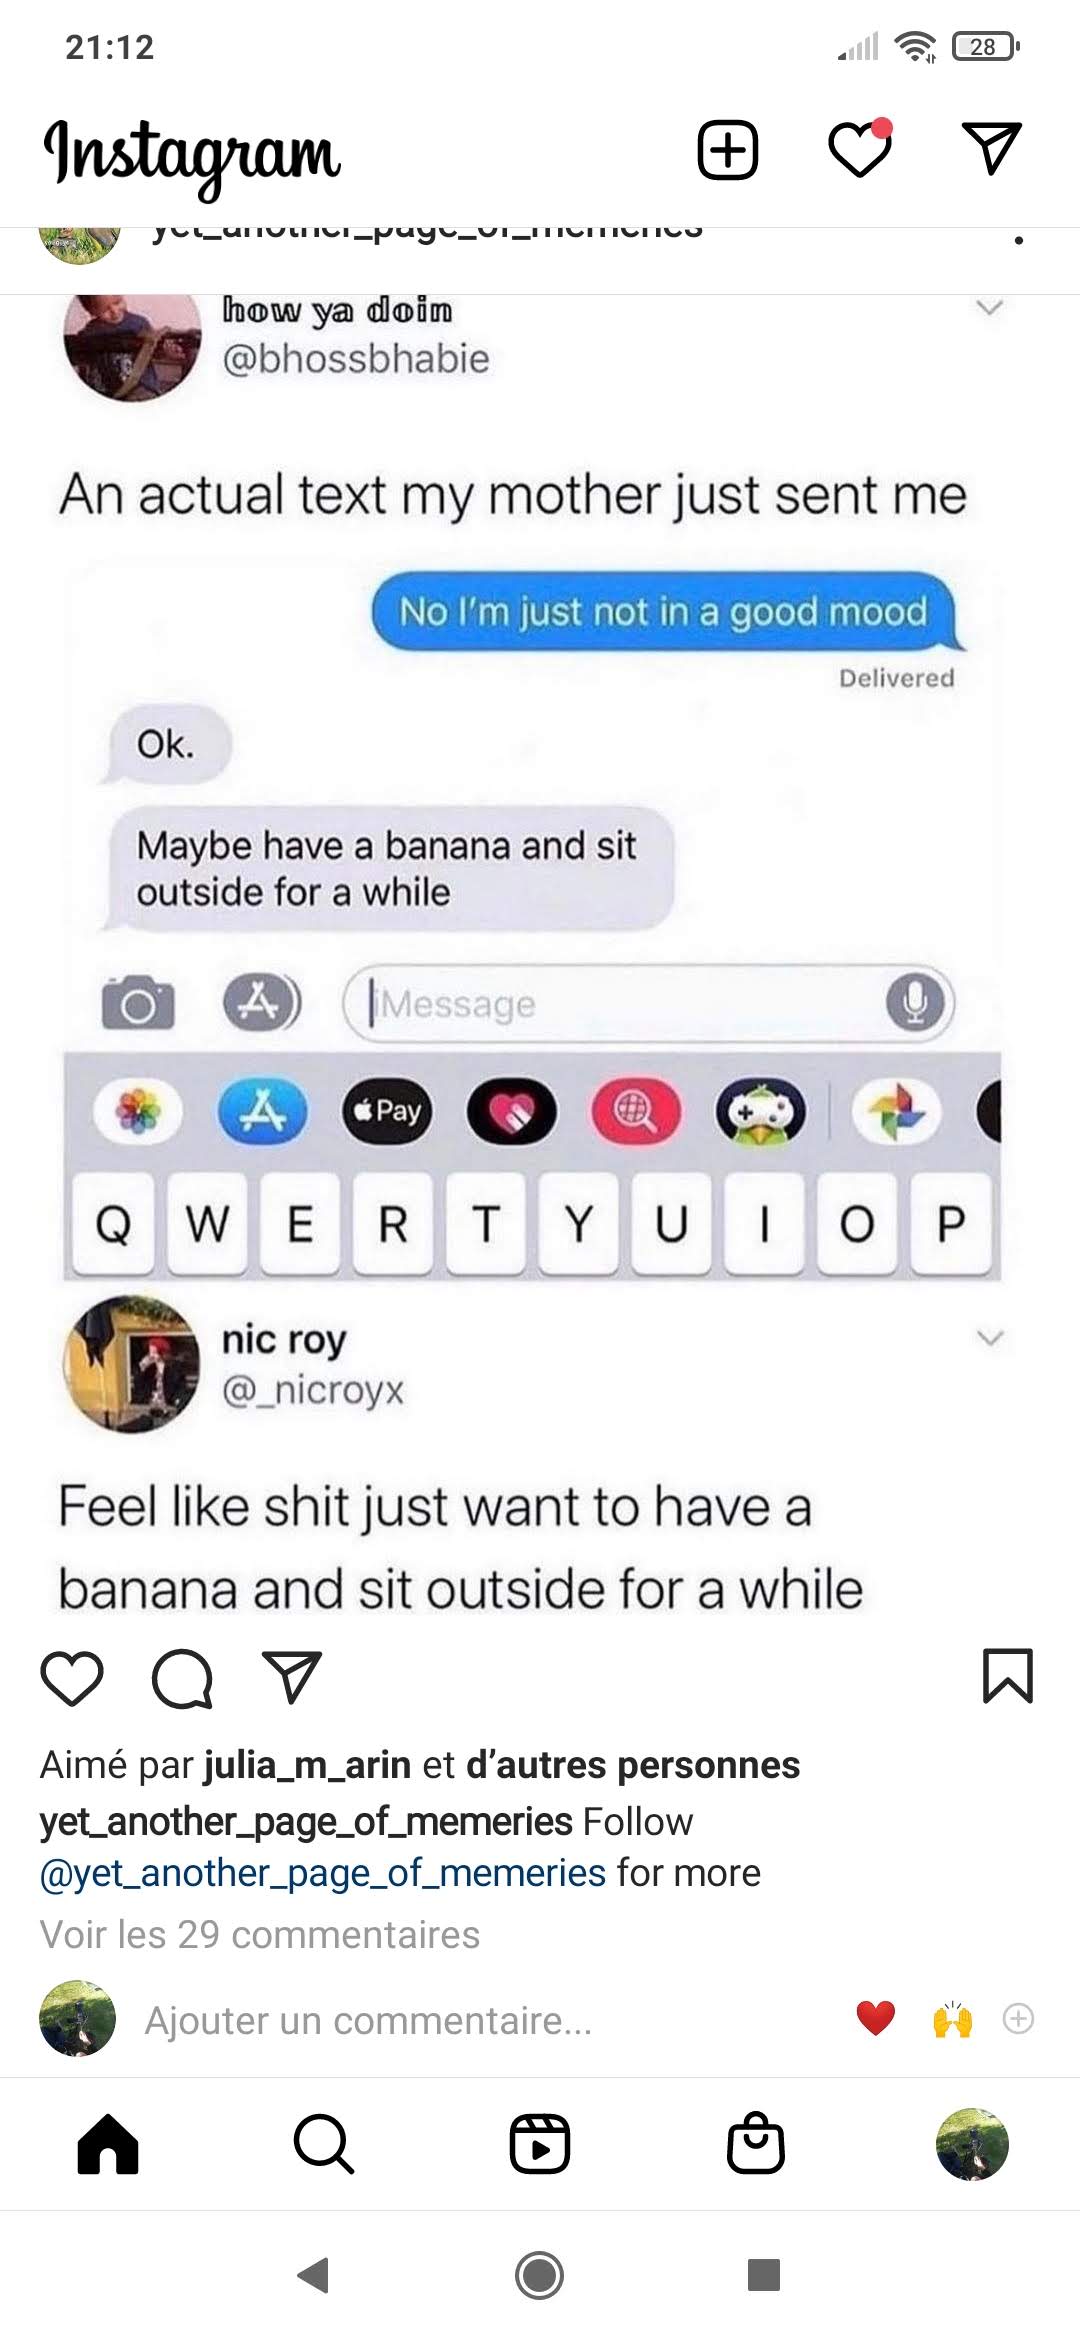 21:12
28
Instagram
yet_another_page_of_memeries
how ya doin
@bhossbhabie
An actual text my mother just sent me
No I'm just not in a good mood
Delivered
Ok.
Maybe have a banana and sit
outside for a while
iMessage
Pay
Q W E R T Y U I O P
nic roy
@_nicroyx
Feel like shit just want to have a
banana and sit outside for a while
Aimé par julia_m_arin et d’autres personnes
yet_another_page_of_memeries Follow
@yet_another_page_of_memeries for more
Voir les 29 commentaires
Ajouter un commentaire...